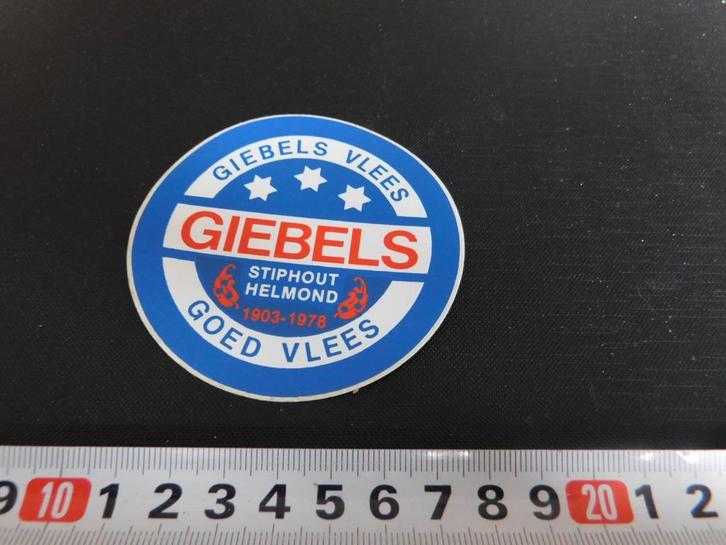 GIEBELS VLEES
GIEBELS
STIPHOUT
HELMOND
1903-1978
GOED VLEES
9 10 1 2 3 4 5 6 7 8 9 20 1 2